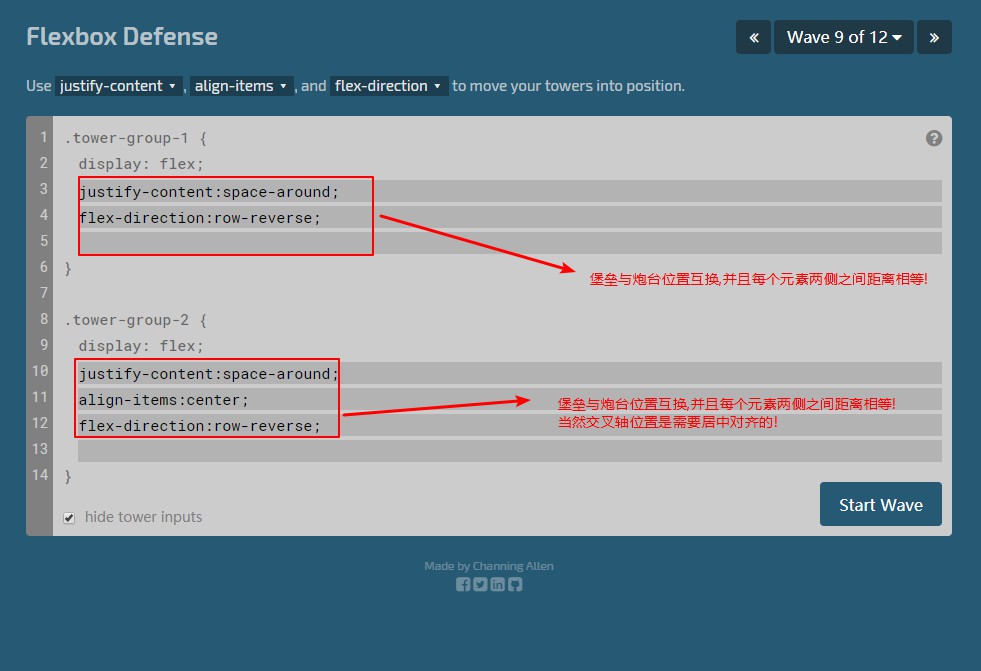 Flexbox Defense
« Wave 9 of 12 »
Use justify-content , align-items , and flex-direction to move your towers into position.
1 .tower-group-1 {
2 display: flex;
3 justify-content:space-around;
4 flex-direction:row-reverse;
5
6 }
堡垒与炮台位置互换,并且每个元素两侧之间距离相等!
7
8 .tower-group-2 {
9 display: flex;
10 justify-content:space-around;
11 align-items:center;
堡垒与炮台位置互换,并且每个元素两侧之间距离相等!
12 flex-direction:row-reverse;
当然交叉轴位置是需要居中对齐的!
13
14 }
Start Wave
hide tower inputs
Made by Channing Allen